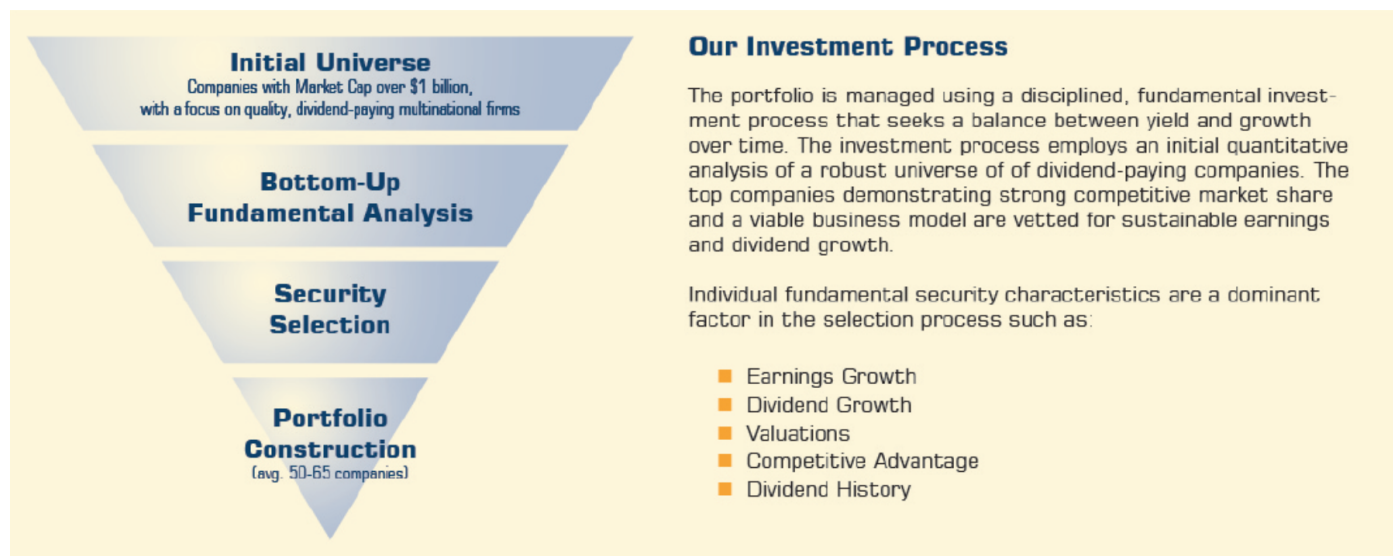 Initial Universe
Companies with Market Cap over $1 billion,
with a focus on quality, dividend-paying multinational firms
Bottom-Up
Fundamental Analysis
Security
Selection
Portfolio
Construction
(avg. 50-65 companies)
Our Investment Process
The portfolio is managed using a disciplined, fundamental invest-
ment process that seeks a balance between yield and growth
over time. The investment process employs an initial quantitative
analysis of a robust universe of of dividend-paying companies. The
top companies demonstrating strong competitive market share
and a viable business model are vetted for sustainable earnings
and dividend growth.
Individual fundamental security characteristics are a dominant
factor in the selection process such as:
Earnings Growth
Dividend Growth
Valuations
Competitive Advantage
Dividend History